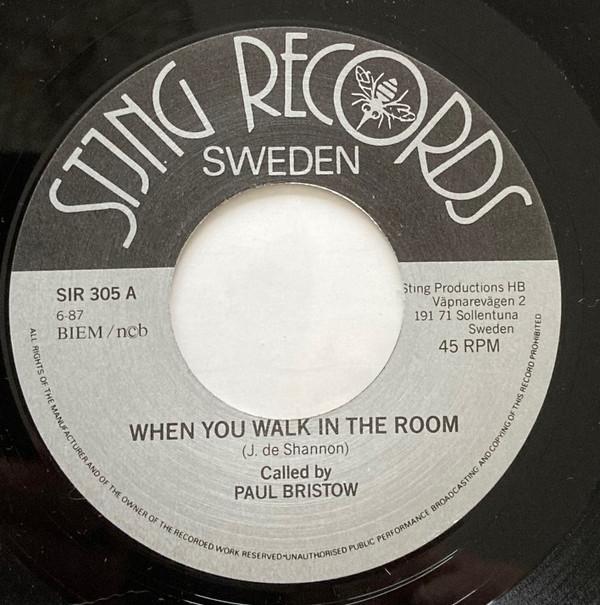 STING RECORDS
SWEDEN
SIR 305 A
6-87
BIEM/ncb
Sting Productions HB
Väpnarevägen 2
191 71 Sollentuna
Sweden
45 RPM
WHEN YOU WALK IN THE ROOM
(J. de Shannon)
Called by
PAUL BRISTOW
ALL RIGHTS OF THE MANUFACTURER AND OF THE OWNER OF THE RECORDED WORK RESERVED·UNAUTHORISED PUBLIC PERFORMANCE BROADCASTING AND COPYING OF THIS RECORD PROHIBITED